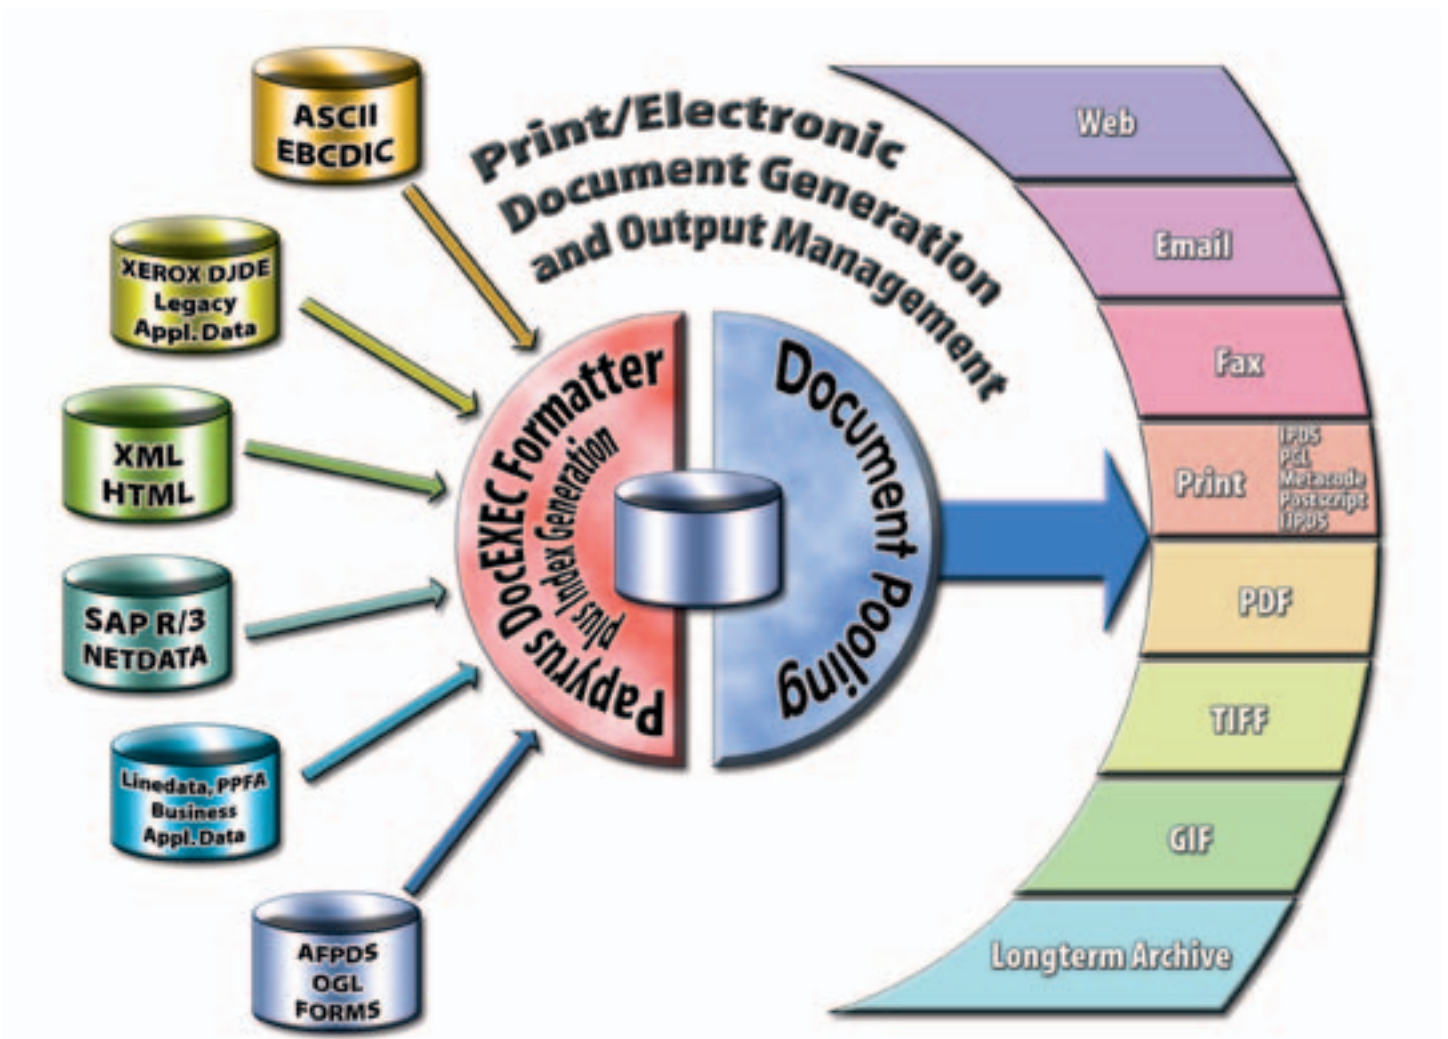 Print/Electronic
Document Generation
and Output Management
ASCII
EBCDIC
XEROX DJDE
Legacy
Appl.Data
XML
HTML
SAP R/3
NETDATA
Linedata, PPFA
Business
Appl.Data
AFPDS
OGL
FORMS
Papyrus DocEXEC Formatter
plus Index Generation
Document Pooling
Web
Email
Fax
Print
IPDS
PCL
Metacode
Postscript
PDF
TIFF
GIF
Longterm Archive